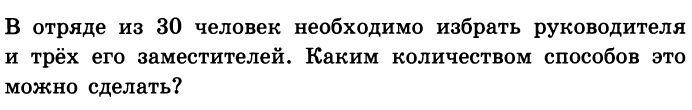 В отряде из 30 человек необходимо избрать руководителя
и трёх его заместителей. Каким количеством способов это
можно сделать?